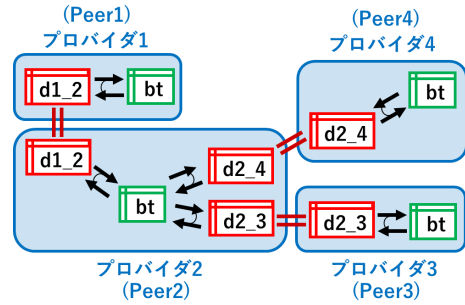 (Peer1)
プロバイダ1
(Peer4)
プロバイダ4
d1_2
bt
bt
d1_2
d2_4
d2_4
bt
d2_3
d2_3
bt
プロバイダ2
(Peer2)
プロバイダ3
(Peer3)